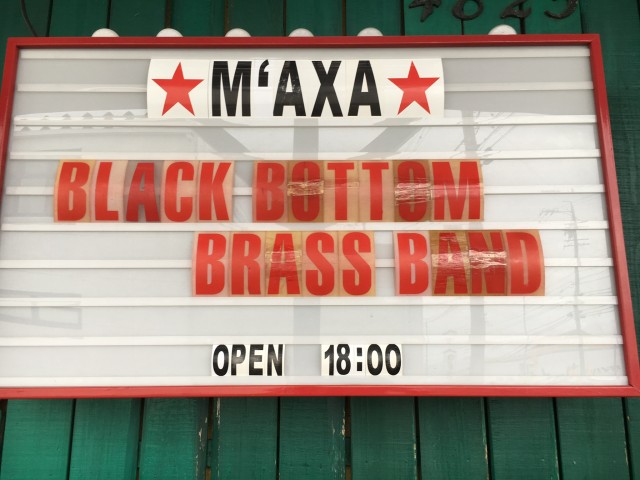 ★ M‘AXA ★
BLACK BOTTOM
BRASS BAND
OPEN 18:00